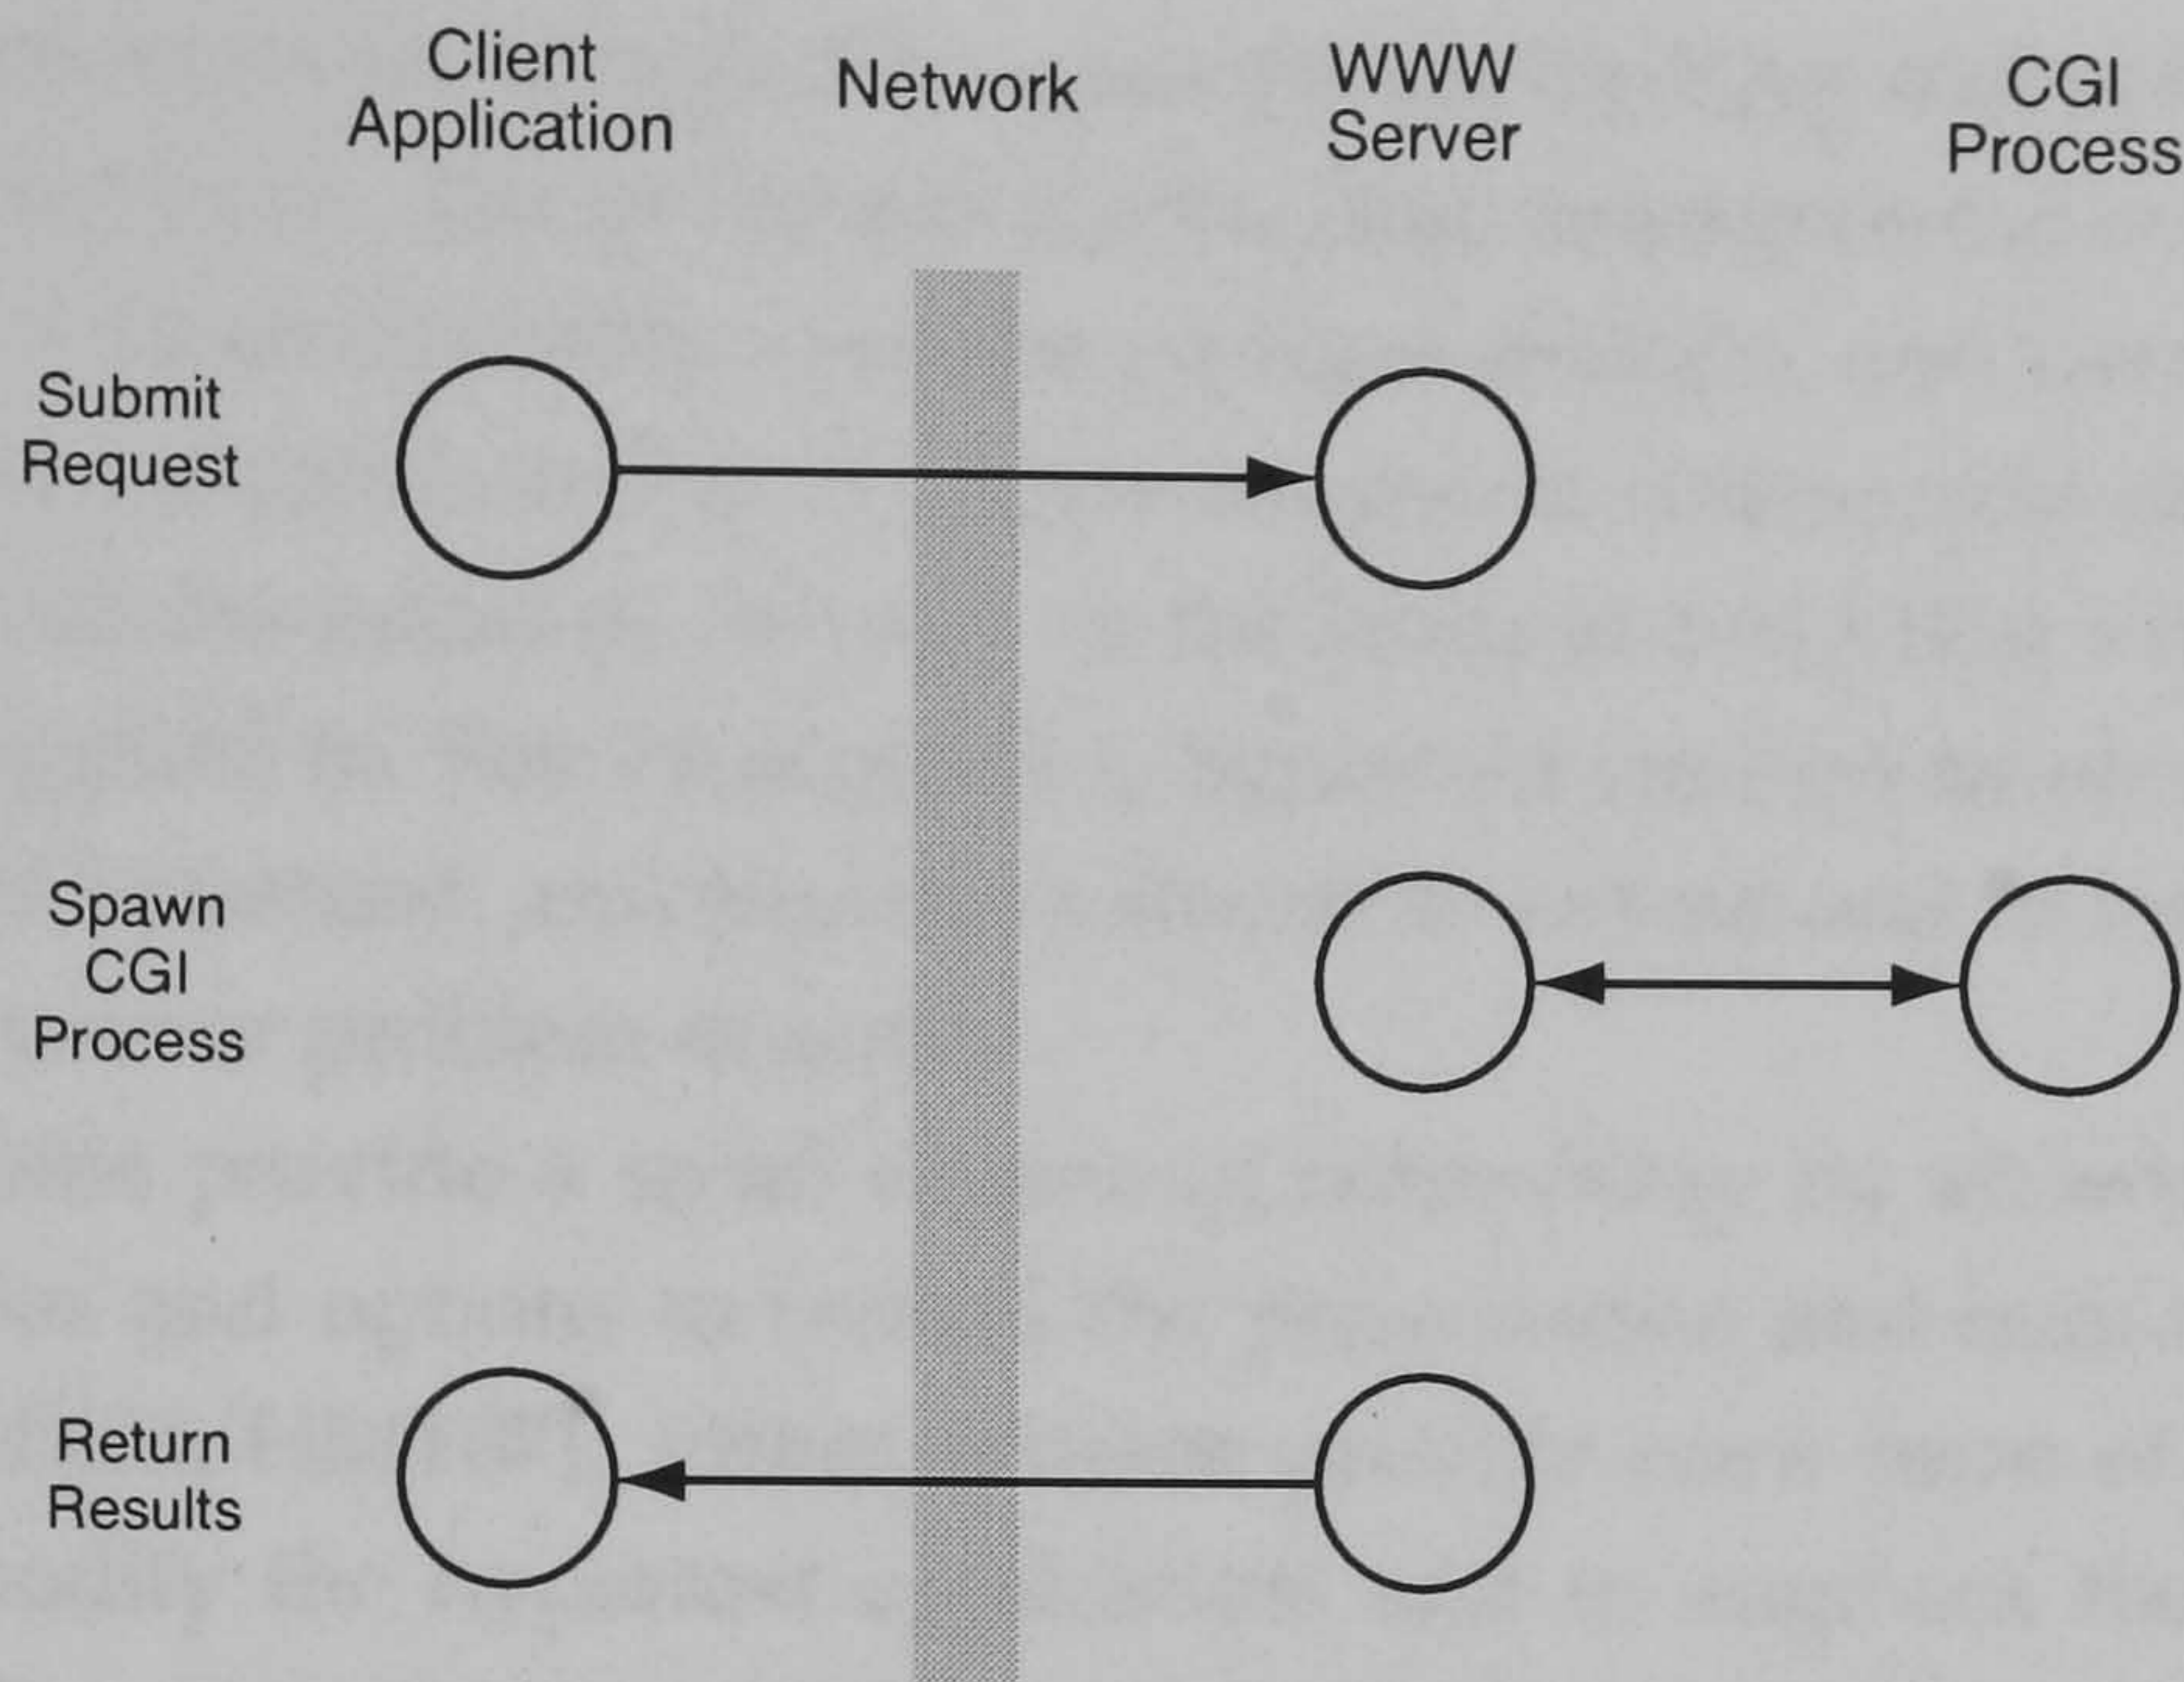 Client
Application
Network
WWW
Server
CGI
Process
Submit
Request
Spawn
CGI
Process
Return
Results